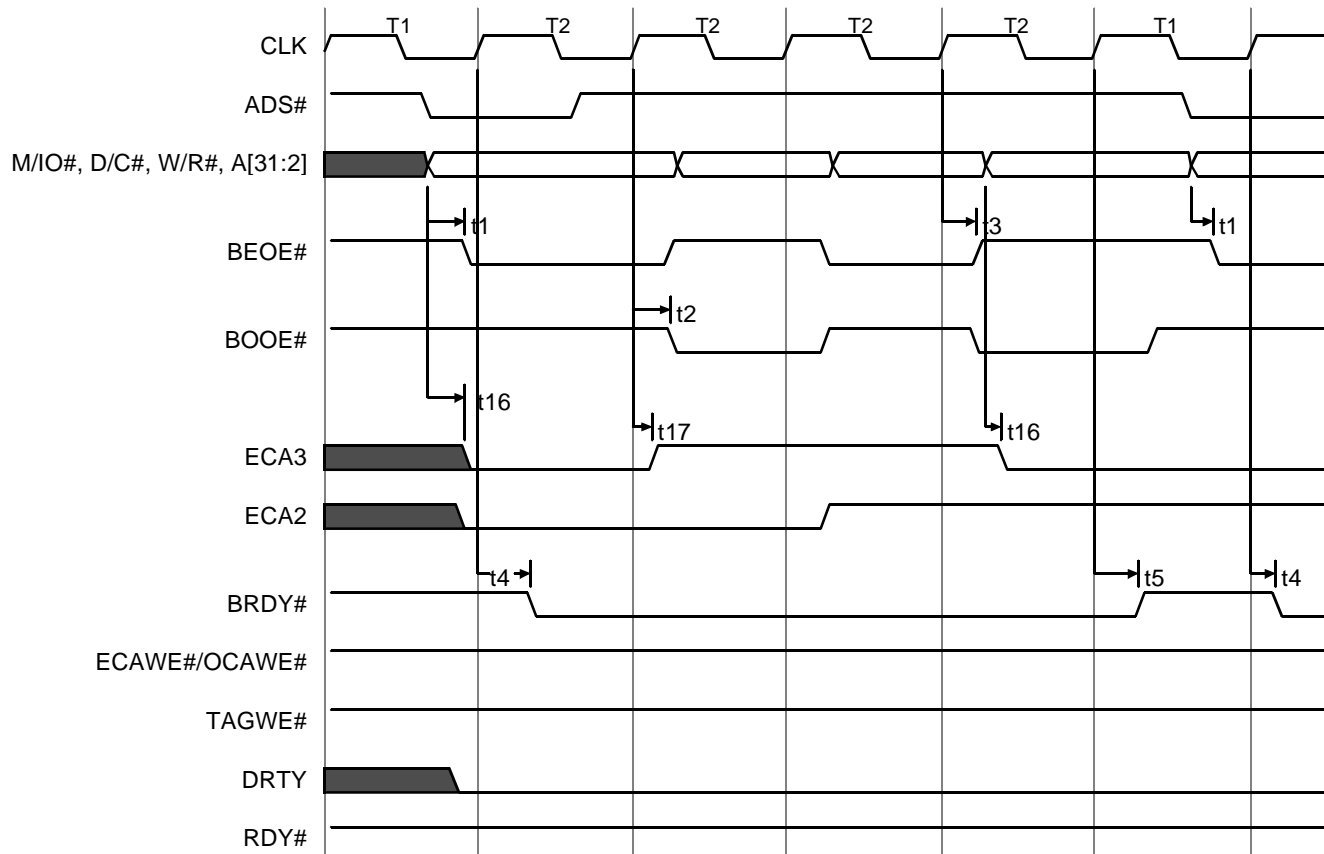 T1 T2 T2 T2 T2 T1
CLK
ADS#
M/IO#, D/C#, W/R#, A[31:2]
t1 t3 t1
BEOE#
t2
BOOE#
t16
t17 t16
ECA3
ECA2
t4 t5 t4
BRDY#
ECAWE#/OCAWE#
TAGWE#
DRTY
RDY#